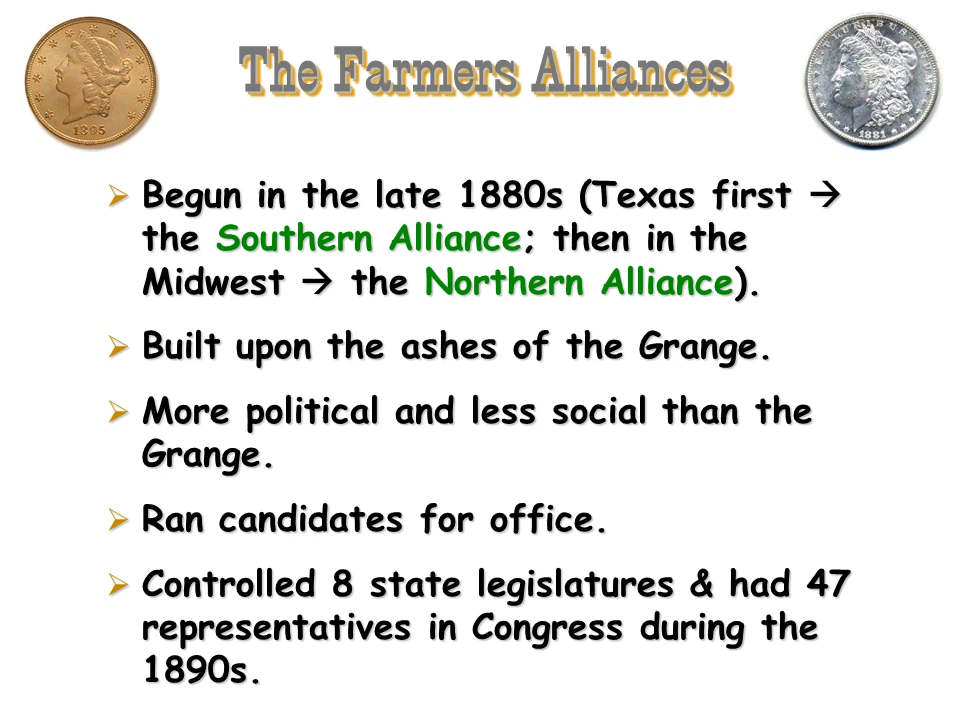 The Farmers Alliances
1895
E PLURIBUS UNUM
1881
➢ Begun in the late 1880s (Texas first →
the Southern Alliance; then in the
Midwest → the Northern Alliance).
➢ Built upon the ashes of the Grange.
➢ More political and less social than the
Grange.
➢ Ran candidates for office.
➢ Controlled 8 state legislatures & had 47
representatives in Congress during the
1890s.